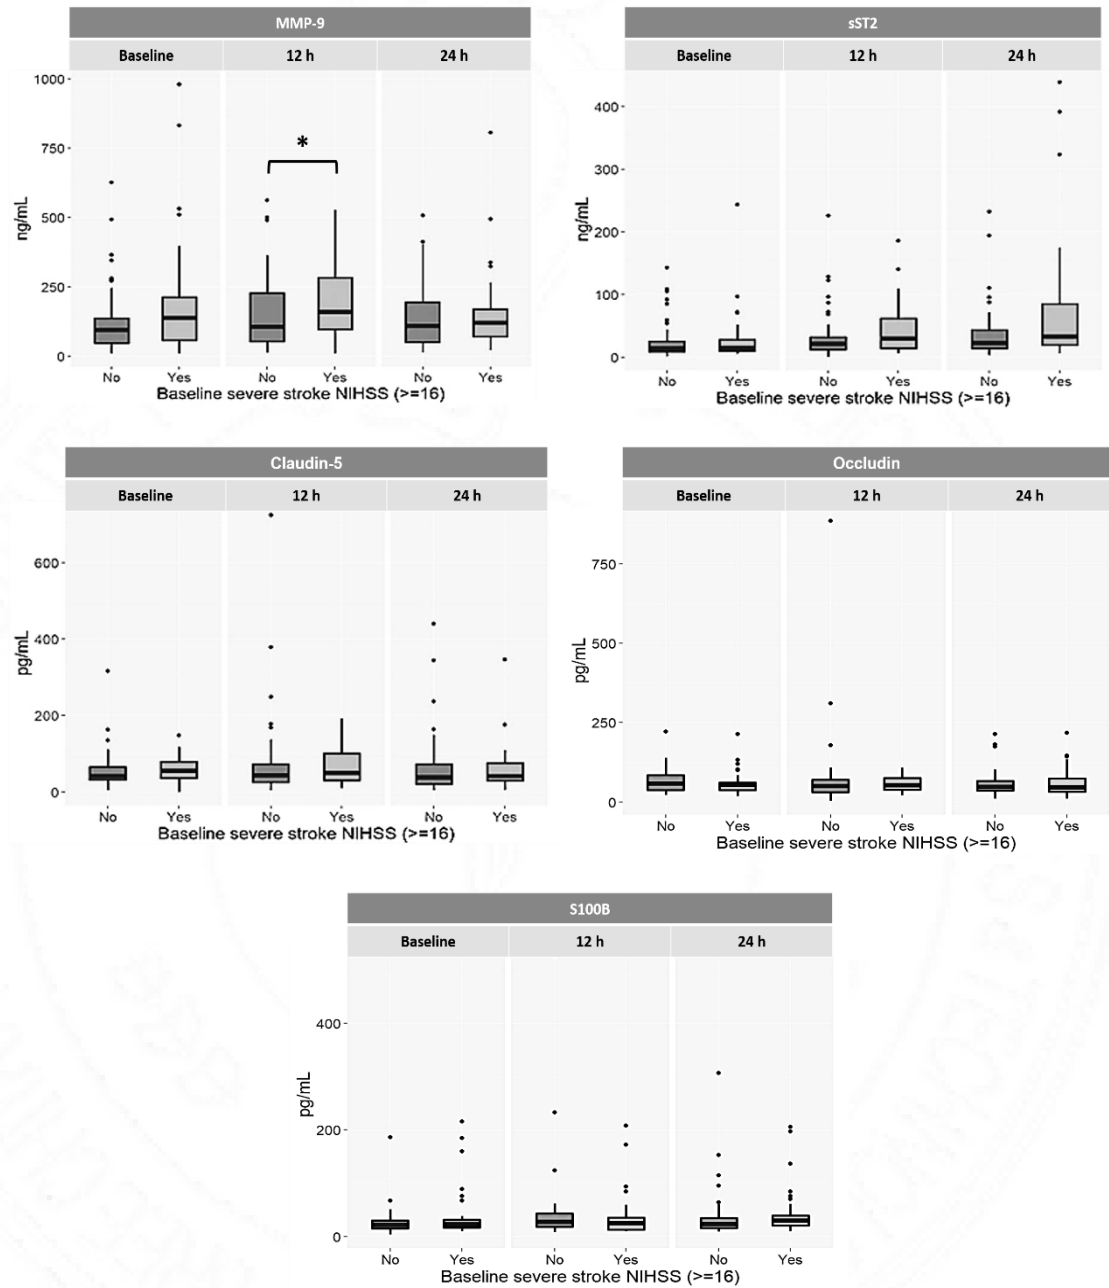 MMP-9
Baseline 12 h 24 h
1000
750
500
250
0
ng/mL
*
No Yes No Yes No Yes
Baseline severe stroke NIHSS (>=16)
sST2
Baseline 12 h 24 h
400
300
200
100
0
ng/mL
No Yes No Yes No Yes
Baseline severe stroke NIHSS (>=16)
Claudin-5
Baseline 12 h 24 h
600
400
200
0
pg/mL
No Yes No Yes No Yes
Baseline severe stroke NIHSS (>=16)
Occludin
Baseline 12 h 24 h
750
500
250
0
pg/mL
No Yes No Yes No Yes
Baseline severe stroke NIHSS (>=16)
S100B
Baseline 12 h 24 h
400
200
0
pg/mL
No Yes No Yes No Yes
Baseline severe stroke NIHSS (>=16)